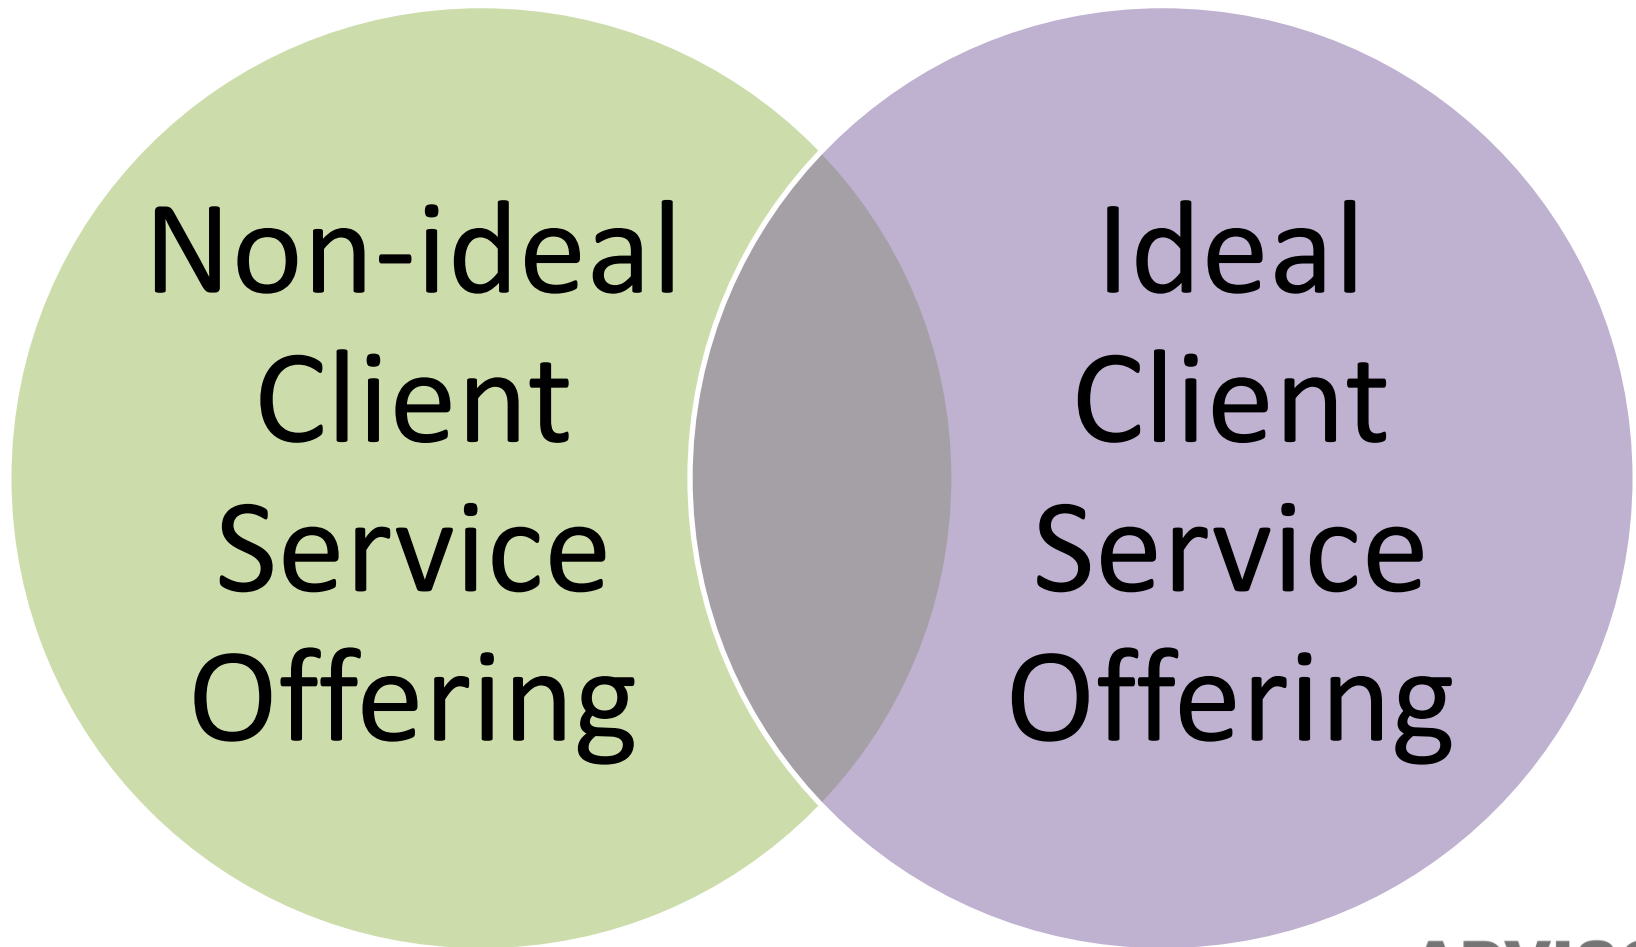 Non-ideal
Client
Service
Offering
Ideal
Client
Service
Offering